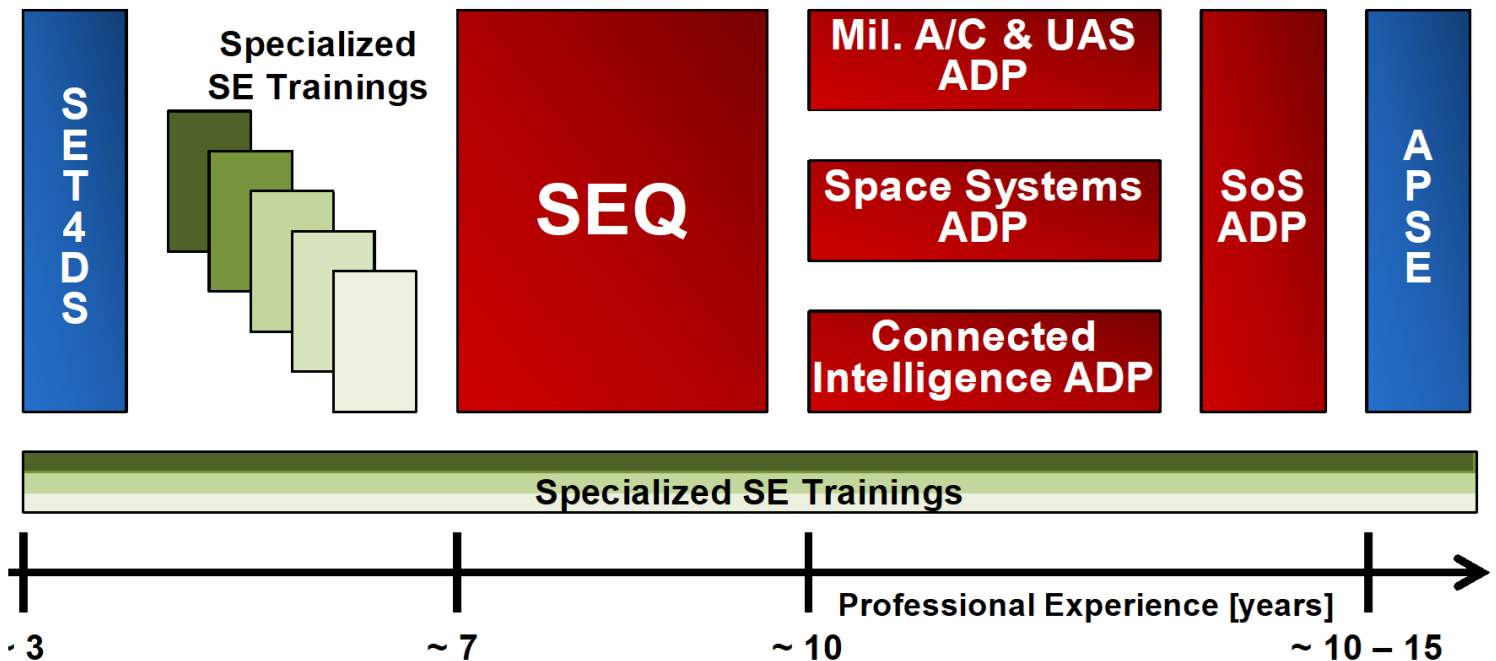 SET4DS
Specialized
SE Trainings
SEQ
Mil. A/C & UAS
ADP
Space Systems
ADP
Connected
Intelligence ADP
SoS
ADP
APSE
Specialized SE Trainings
Professional Experience [years]
~ 3
~ 7
~ 10
~ 10 – 15